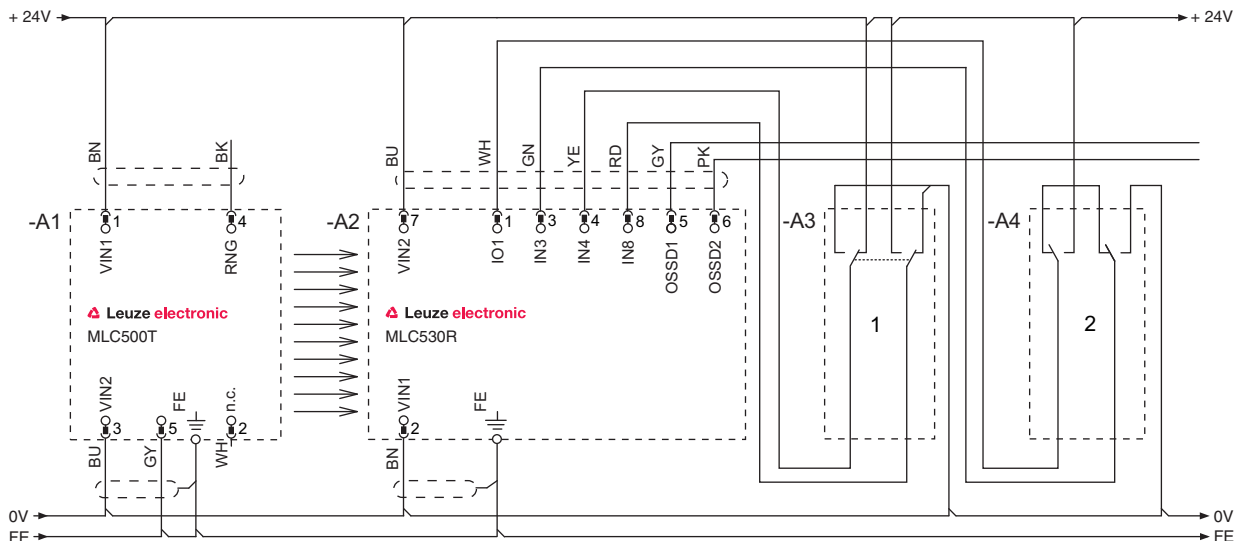 + 24V
+ 24V
BN
BK
BU
WH
GN
YE
RD
GY
PK
-A1
1
4
VIN1
RNG
-A2
7
1
3
4
8
5
6
VIN2
IO1
IN3
IN4
IN8
OSSD1
OSSD2
-A3
-A4
Leuze electronic
MLC500T
Leuze electronic
MLC530R
1
2
VIN2
FE
n.c.
3
5
2
VIN1
FE
2
BU
GY
WH
BN
0V
0V
FE
FE